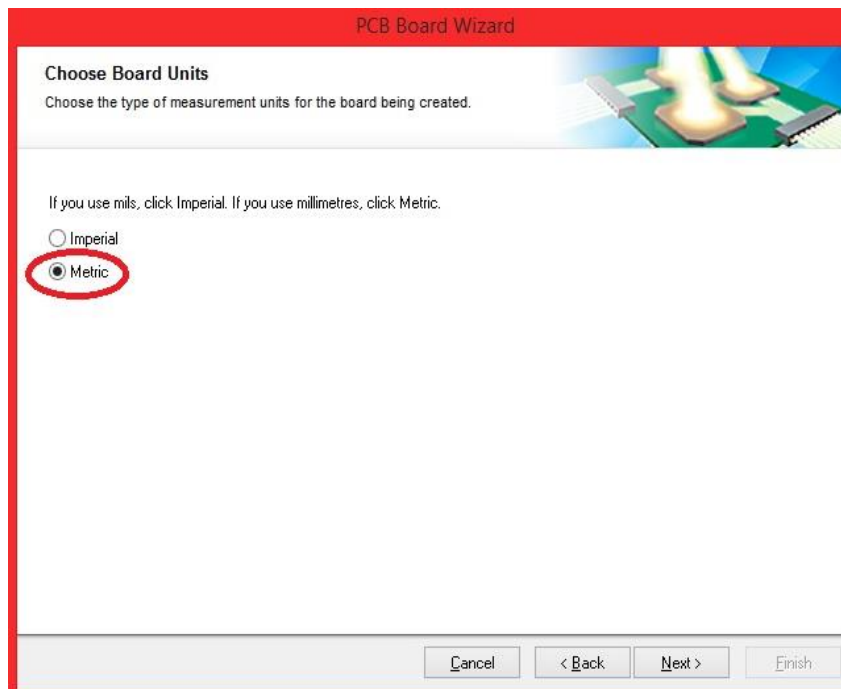 PCB Board Wizard
Choose Board Units
Choose the type of measurement units for the board being created.
If you use mils, click Imperial. If you use millimetres, click Metric.
Imperial
Metric
Cancel
< Back
Next >
Finish